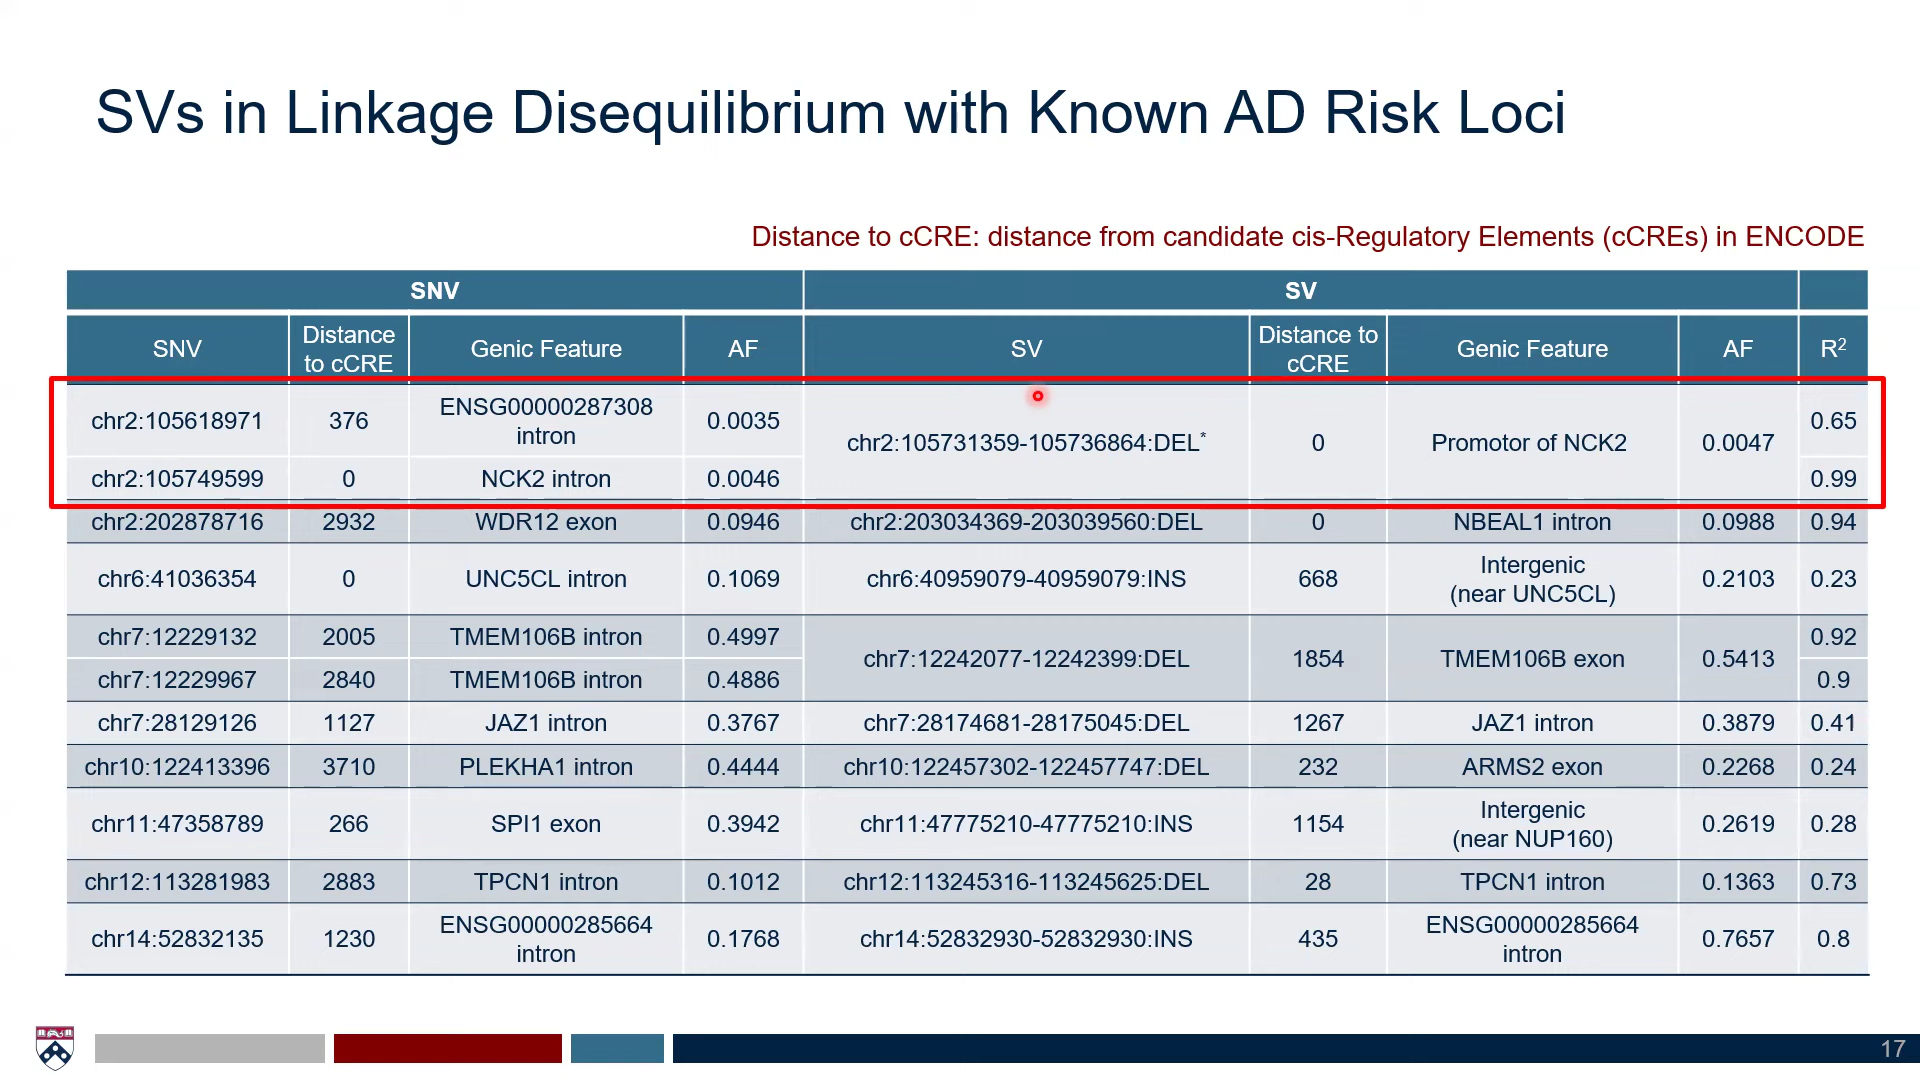 SVs in Linkage Disequilibrium with Known AD Risk Loci
Distance to cCRE: distance from candidate cis-Regulatory Elements (cCREs) in ENCODE
SNV SV
SNV Distance to cCRE Genic Feature AF SV Distance to cCRE Genic Feature AF R²
chr2:105618971 376 ENSG00000287308 intron 0.0035 chr2:105731359-105736864:DEL* 0 Promotor of NCK2 0.0047 0.65
chr2:105749599 0 NCK2 intron 0.0046 0.99
chr2:202878716 2932 WDR12 exon 0.0946 chr2:203034369-203039560:DEL 0 NBEAL1 intron 0.0988 0.94
chr6:41036354 0 UNC5CL intron 0.1069 chr6:40959079-40959079:INS 668 Intergenic (near UNC5CL) 0.2103 0.23
chr7:12229132 2005 TMEM106B intron 0.4997 chr7:12242077-12242399:DEL 1854 TMEM106B exon 0.5413 0.92
chr7:12229967 2840 TMEM106B intron 0.4886 0.9
chr7:28129126 1127 JAZ1 intron 0.3767 chr7:28174681-28175045:DEL 1267 JAZ1 intron 0.3879 0.41
chr10:122413396 3710 PLEKHA1 intron 0.4444 chr10:122457302-122457747:DEL 232 ARMS2 exon 0.2268 0.24
chr11:47358789 266 SPI1 exon 0.3942 chr11:47775210-47775210:INS 1154 Intergenic (near NUP160) 0.2619 0.28
chr12:113281983 2883 TPCN1 intron 0.1012 chr12:113245316-113245625:DEL 28 TPCN1 intron 0.1363 0.73
chr14:52832135 1230 ENSG00000285664 intron 0.1768 chr14:52832930-52832930:INS 435 ENSG00000285664 intron 0.7657 0.8
17